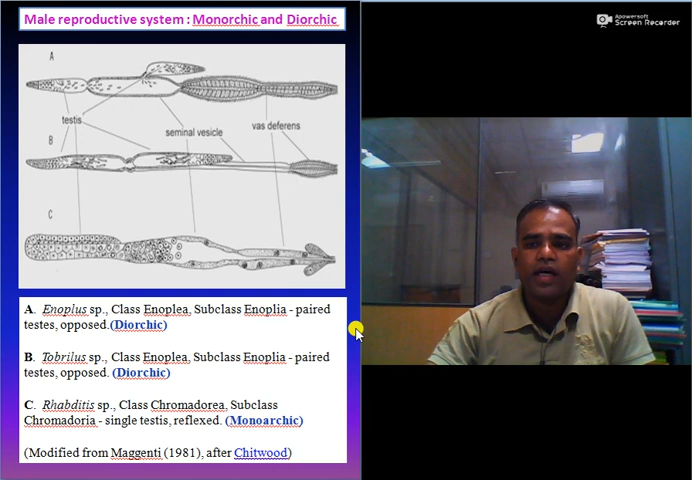 Male reproductive system : Monorchic and Diorchic
Apowersoft
Screen Recorder
A
testis
seminal vesicle
vas deferens
B
C
A. Enoplus sp., Class Enoplea, Subclass Enoplia - paired
testes, opposed.(Diorchic)
B. Tobrilus sp., Class Enoplea, Subclass Enoplia - paired
testes, opposed. (Diorchic)
C. Rhabditis sp., Class Chromadorea, Subclass
Chromadoria - single testis, reflexed. (Monoarchic)
(Modified from Maggenti (1981), after Chitwood)